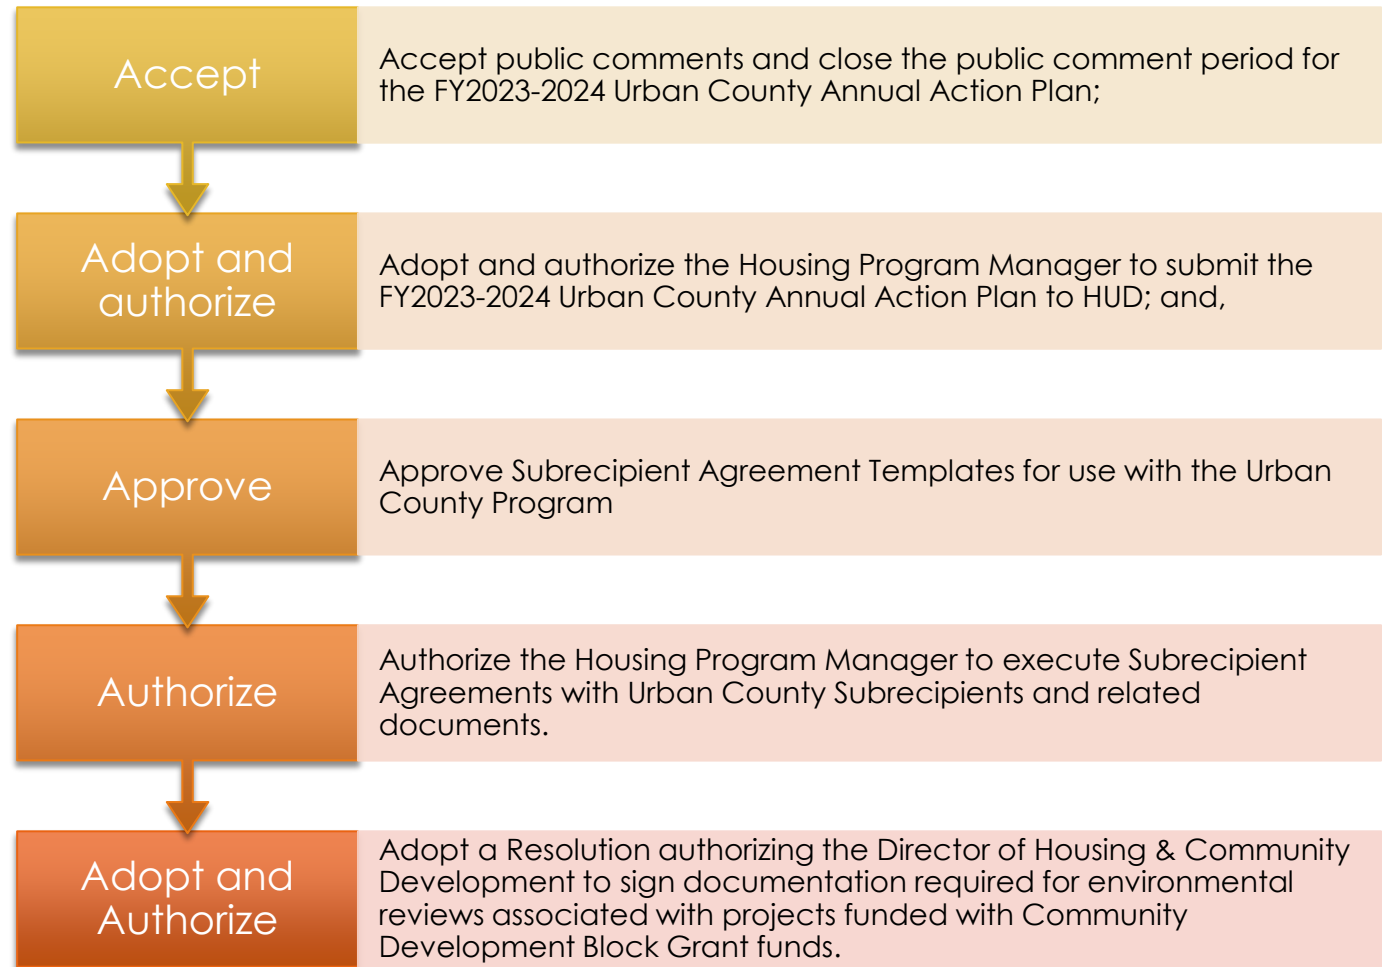 Accept
Accept public comments and close the public comment period for
the FY2023-2024 Urban County Annual Action Plan;
Adopt and
authorize
Adopt and authorize the Housing Program Manager to submit the
FY2023-2024 Urban County Annual Action Plan to HUD; and,
Approve
Approve Subrecipient Agreement Templates for use with the Urban
County Program
Authorize
Authorize the Housing Program Manager to execute Subrecipient
Agreements with Urban County Subrecipients and related
documents.
Adopt and
Authorize
Adopt a Resolution authorizing the Director of Housing & Community
Development to sign documentation required for environmental
reviews associated with projects funded with Community
Development Block Grant funds.